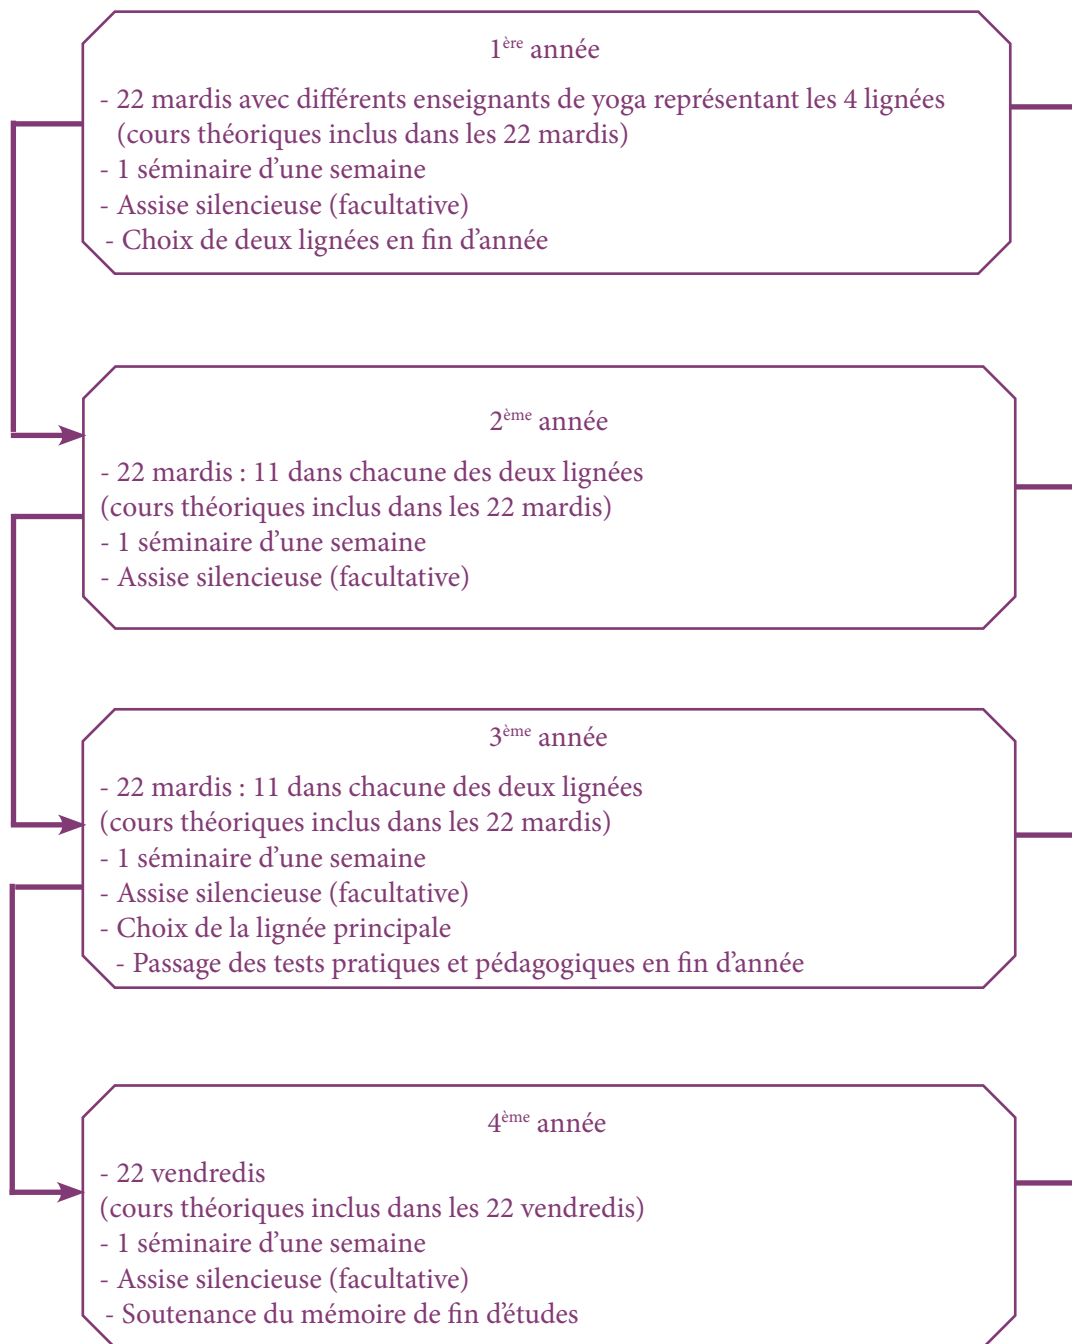 1ère année
- 22 mardis avec différents enseignants de yoga représentant les 4 lignées
(cours théoriques inclus dans les 22 mardis)
- 1 séminaire d’une semaine
- Assise silencieuse (facultative)
- Choix de deux lignées en fin d’année
2ème année
- 22 mardis : 11 dans chacune des deux lignées
(cours théoriques inclus dans les 22 mardis)
- 1 séminaire d’une semaine
- Assise silencieuse (facultative)
3ème année
- 22 mardis : 11 dans chacune des deux lignées
(cours théoriques inclus dans les 22 mardis)
- 1 séminaire d’une semaine
- Assise silencieuse (facultative)
- Choix de la lignée principale
- Passage des tests pratiques et pédagogiques en fin d’année
4ème année
- 22 vendredis
(cours théoriques inclus dans les 22 vendredis)
- 1 séminaire d’une semaine
- Assise silencieuse (facultative)
- Soutenance du mémoire de fin d’études